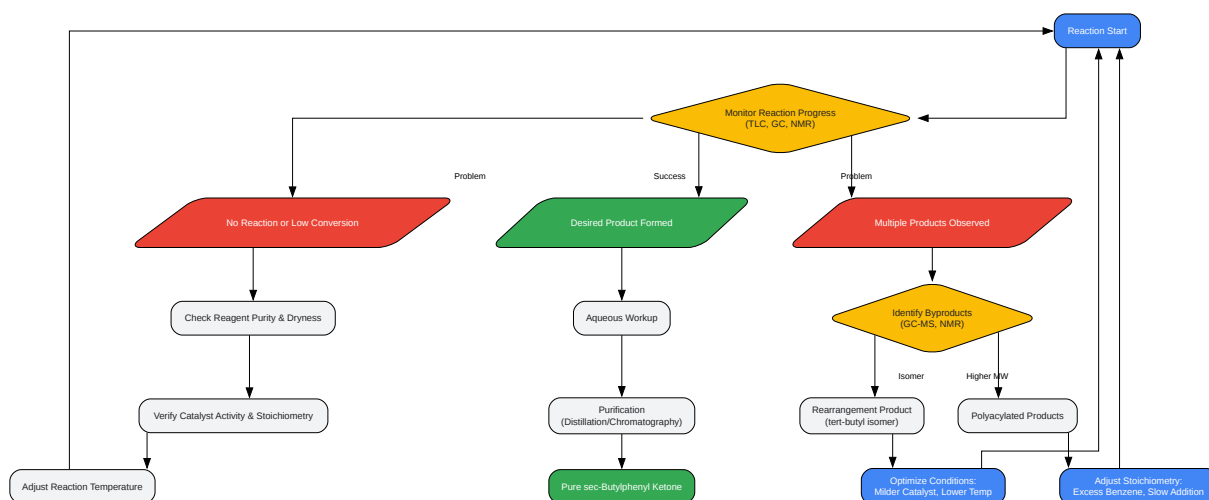 Reaction Start
Monitor Reaction Progress
(TLC, GC, NMR)
Problem
Success
Problem
No Reaction or Low Conversion
Desired Product Formed
Multiple Products Observed
Check Reagent Purity & Dryness
Aqueous Workup
Identify Byproducts
(GC-MS, NMR)
Isomer
Higher MW
Verify Catalyst Activity & Stoichiometry
Purification
(Distillation/Chromatography)
Rearrangement Product
(tert-butyl isomer)
Polyacylated Products
Adjust Reaction Temperature
Pure sec-Butylphenyl Ketone
Optimize Conditions:
Milder Catalyst, Lower Temp
Adjust Stoichiometry:
Excess Benzene, Slow Addition